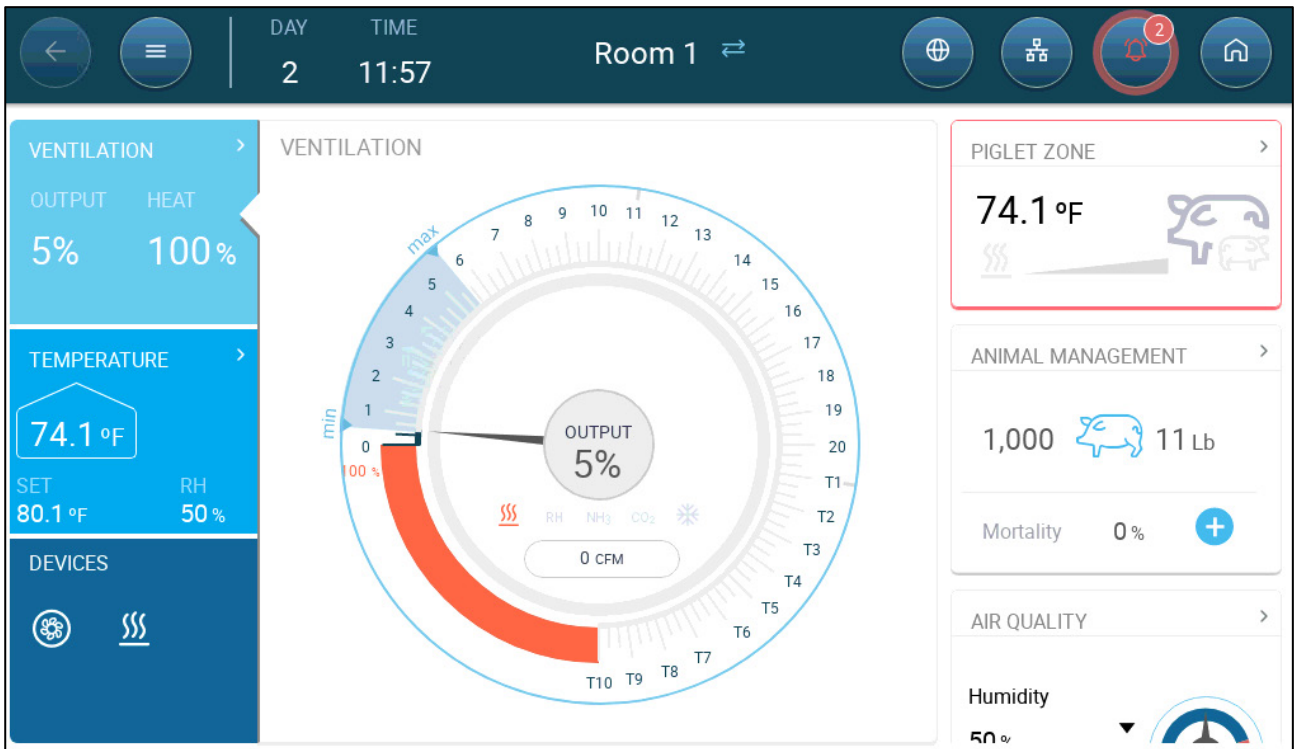 DAY TIME
2 11:57
Room 1
2
VENTILATION
OUTPUT HEAT
5% 100 %
TEMPERATURE
74.1 ºF
SET RH
80.1 ºF 50 %
DEVICES
VENTILATION
min
max
0
1
2
3
4
5
6
7
8
9
10
11
12
13
14
15
16
17
18
19
20
T1
T2
T3
T4
T5
T6
T7
T8
T9
T10
100 %
OUTPUT
5%
RH NH3 CO2
0 CFM
PIGLET ZONE
74.1 ºF
ANIMAL MANAGEMENT
1,000 11 Lb
Mortality 0 %
AIR QUALITY
Humidity
50 %